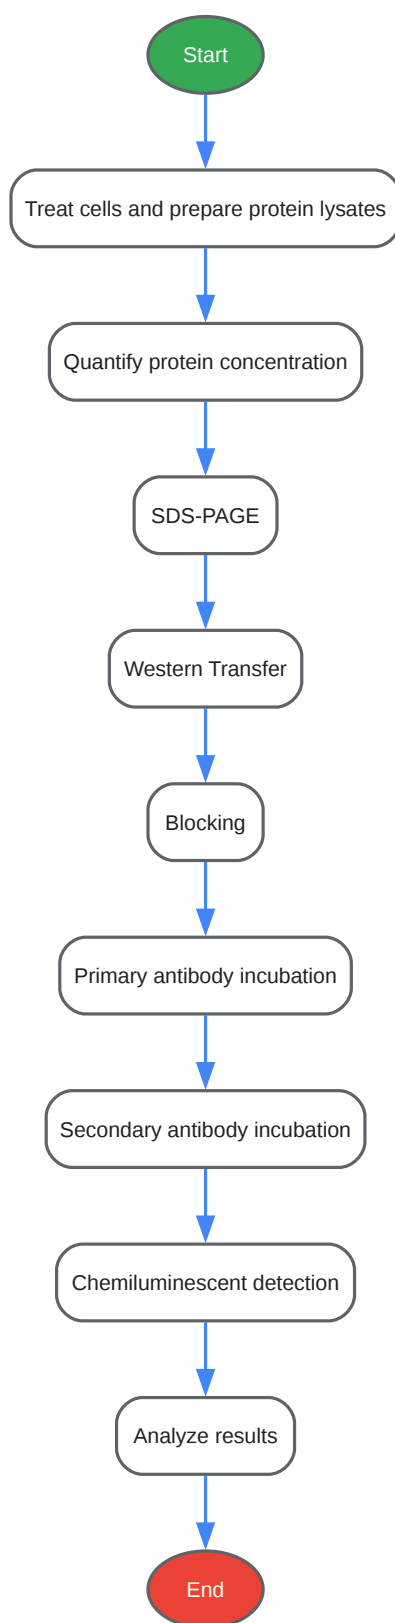 Start
Treat cells and prepare protein lysates
Quantify protein concentration
SDS-PAGE
Western Transfer
Blocking
Primary antibody incubation
Secondary antibody incubation
Chemiluminescent detection
Analyze results
End